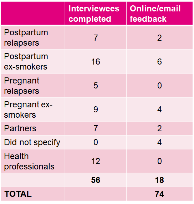 Interviewees completed Online/email feedback
Postpartum relapsers 7 2
Postpartum ex-smokers 16 6
Pregnant relapsers 5 0
Pregnant ex-smokers 9 4
Partners 7 2
Did not specify 0 4
Health professionals 12 0
56 18
TOTAL 74